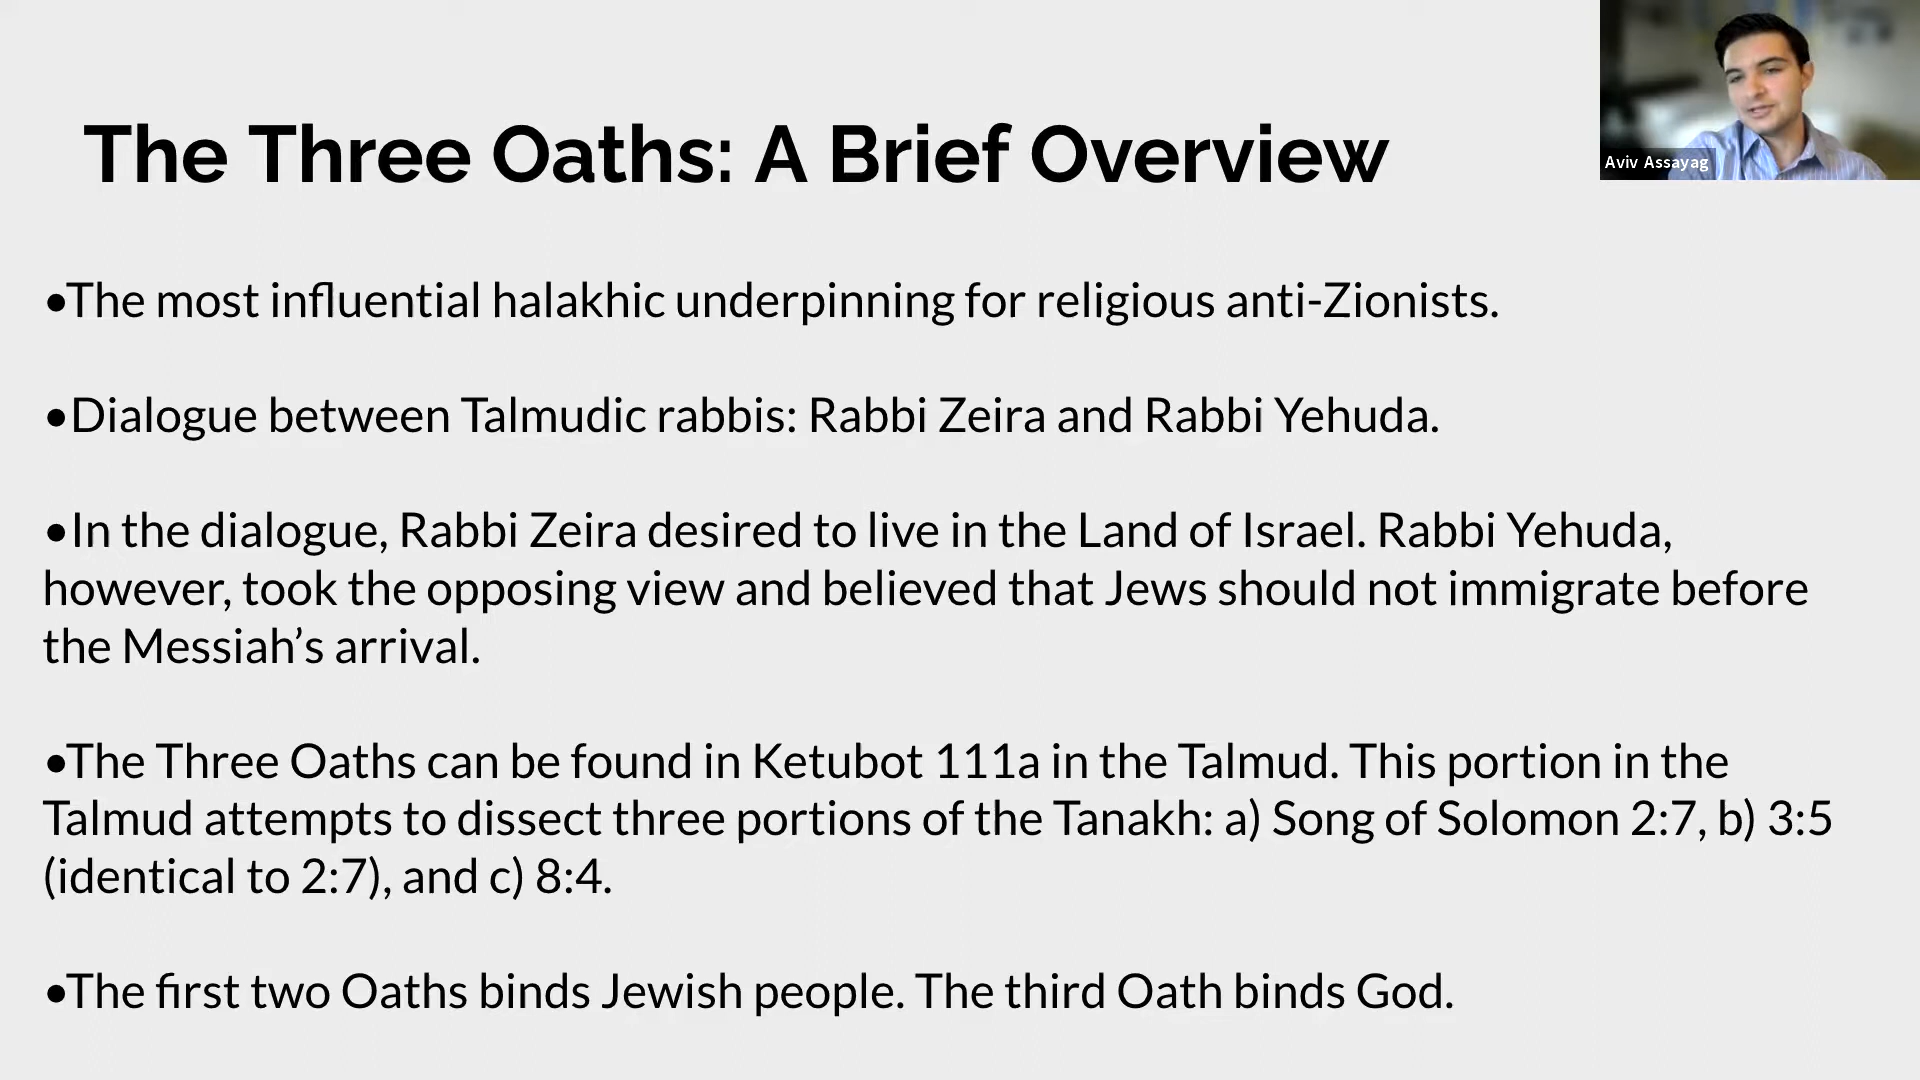 The Three Oaths: A Brief Overview
Aviv Assayag
•The most influential halakhic underpinning for religious anti-Zionists.
•Dialogue between Talmudic rabbis: Rabbi Zeira and Rabbi Yehuda.
•In the dialogue, Rabbi Zeira desired to live in the Land of Israel. Rabbi Yehuda,
however, took the opposing view and believed that Jews should not immigrate before
the Messiah’s arrival.
•The Three Oaths can be found in Ketubot 111a in the Talmud. This portion in the
Talmud attempts to dissect three portions of the Tanakh: a) Song of Solomon 2:7, b) 3:5
(identical to 2:7), and c) 8:4.
•The first two Oaths binds Jewish people. The third Oath binds God.